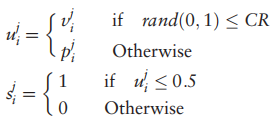 u_i^j = { v_i^j if rand(0, 1) ≤ CR
p_i^j Otherwise
s_i^j = { 1 if u_i^j ≤ 0.5
0 Otherwise